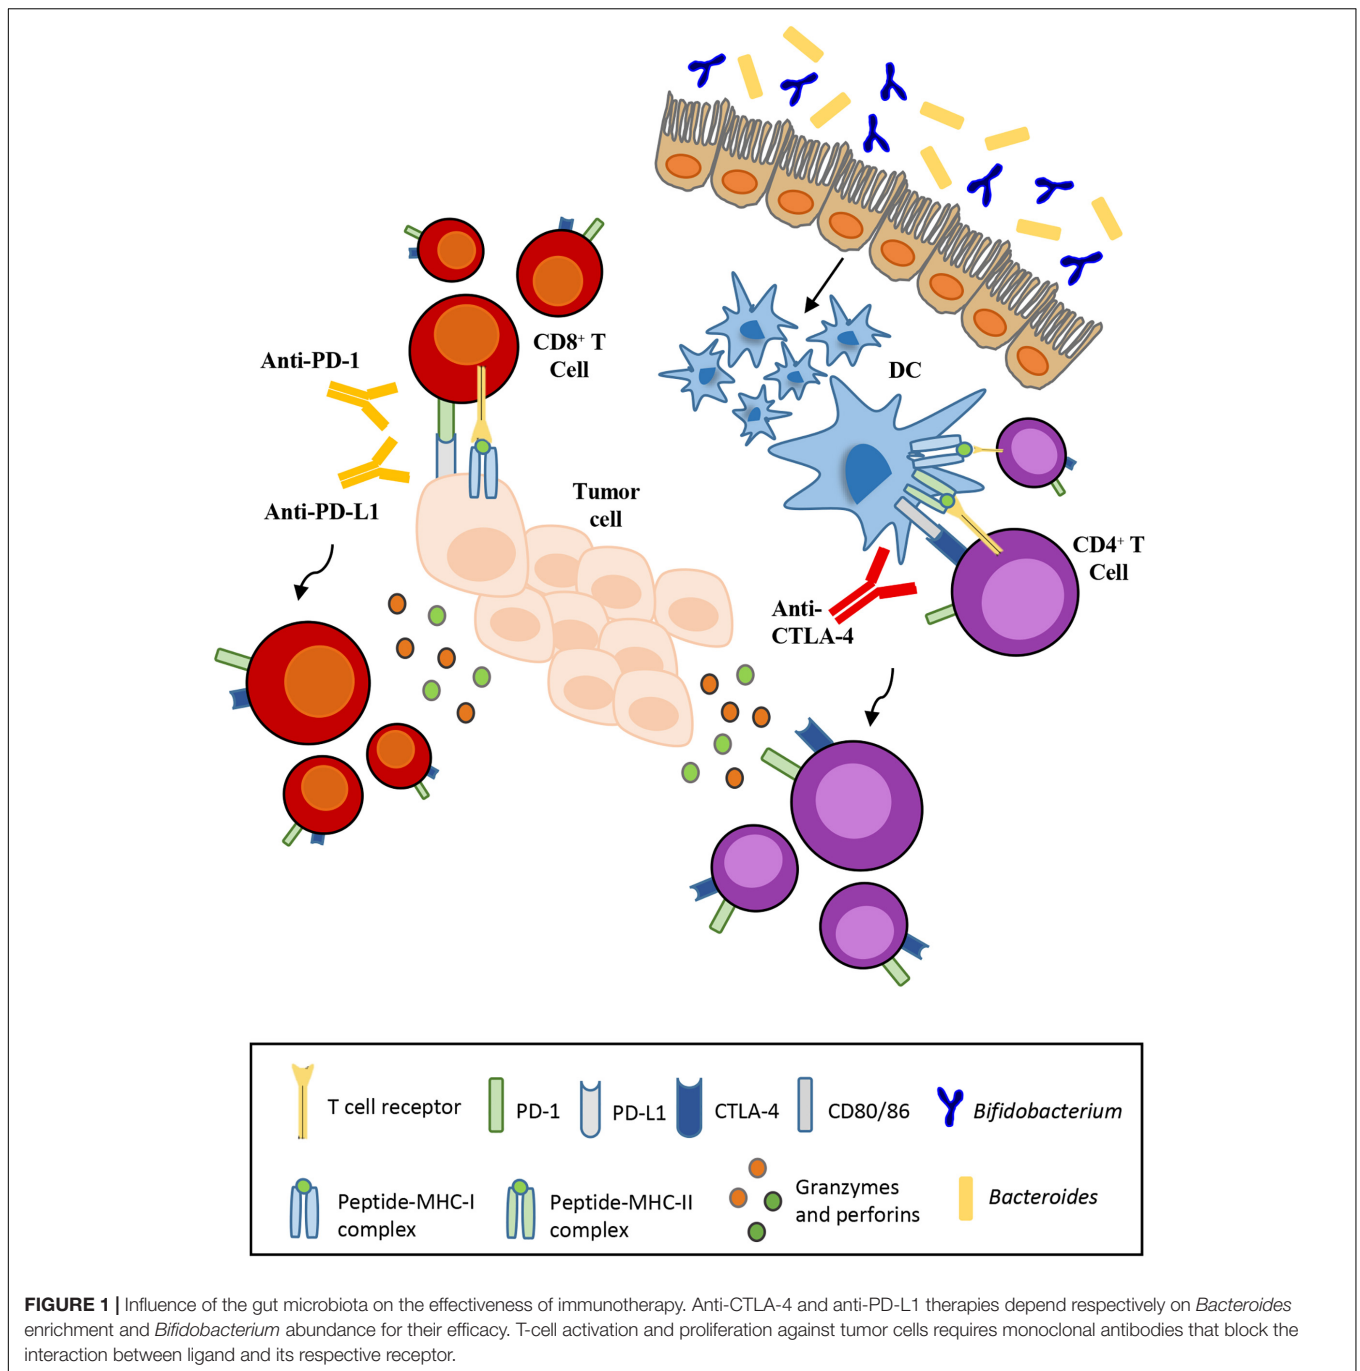 CD8⁺ T
Cell
Anti-PD-1
Anti-PD-L1
Tumor
cell
DC
CD4⁺ T
Cell
Anti-
CTLA-4
T cell receptor
PD-1
PD-L1
CTLA-4
CD80/86
Bifidobacterium
Peptide-MHC-I
complex
Peptide-MHC-II
complex
Granzymes
and perforins
Bacteroides
FIGURE 1 | Influence of the gut microbiota on the effectiveness of immunotherapy. Anti-CTLA-4 and anti-PD-L1 therapies depend respectively on Bacteroides
enrichment and Bifidobacterium abundance for their efficacy. T-cell activation and proliferation against tumor cells requires monoclonal antibodies that block the
interaction between ligand and its respective receptor.